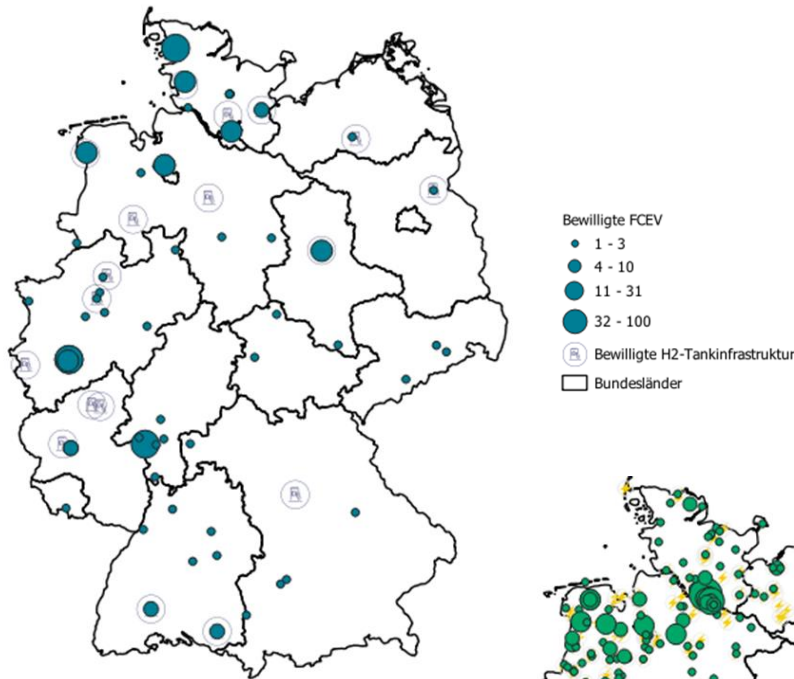 Bewilligte FCEV
1 - 3
4 - 10
11 - 31
32 - 100
Bewilligte H2-Tankinfrastruktur
Bundesländer